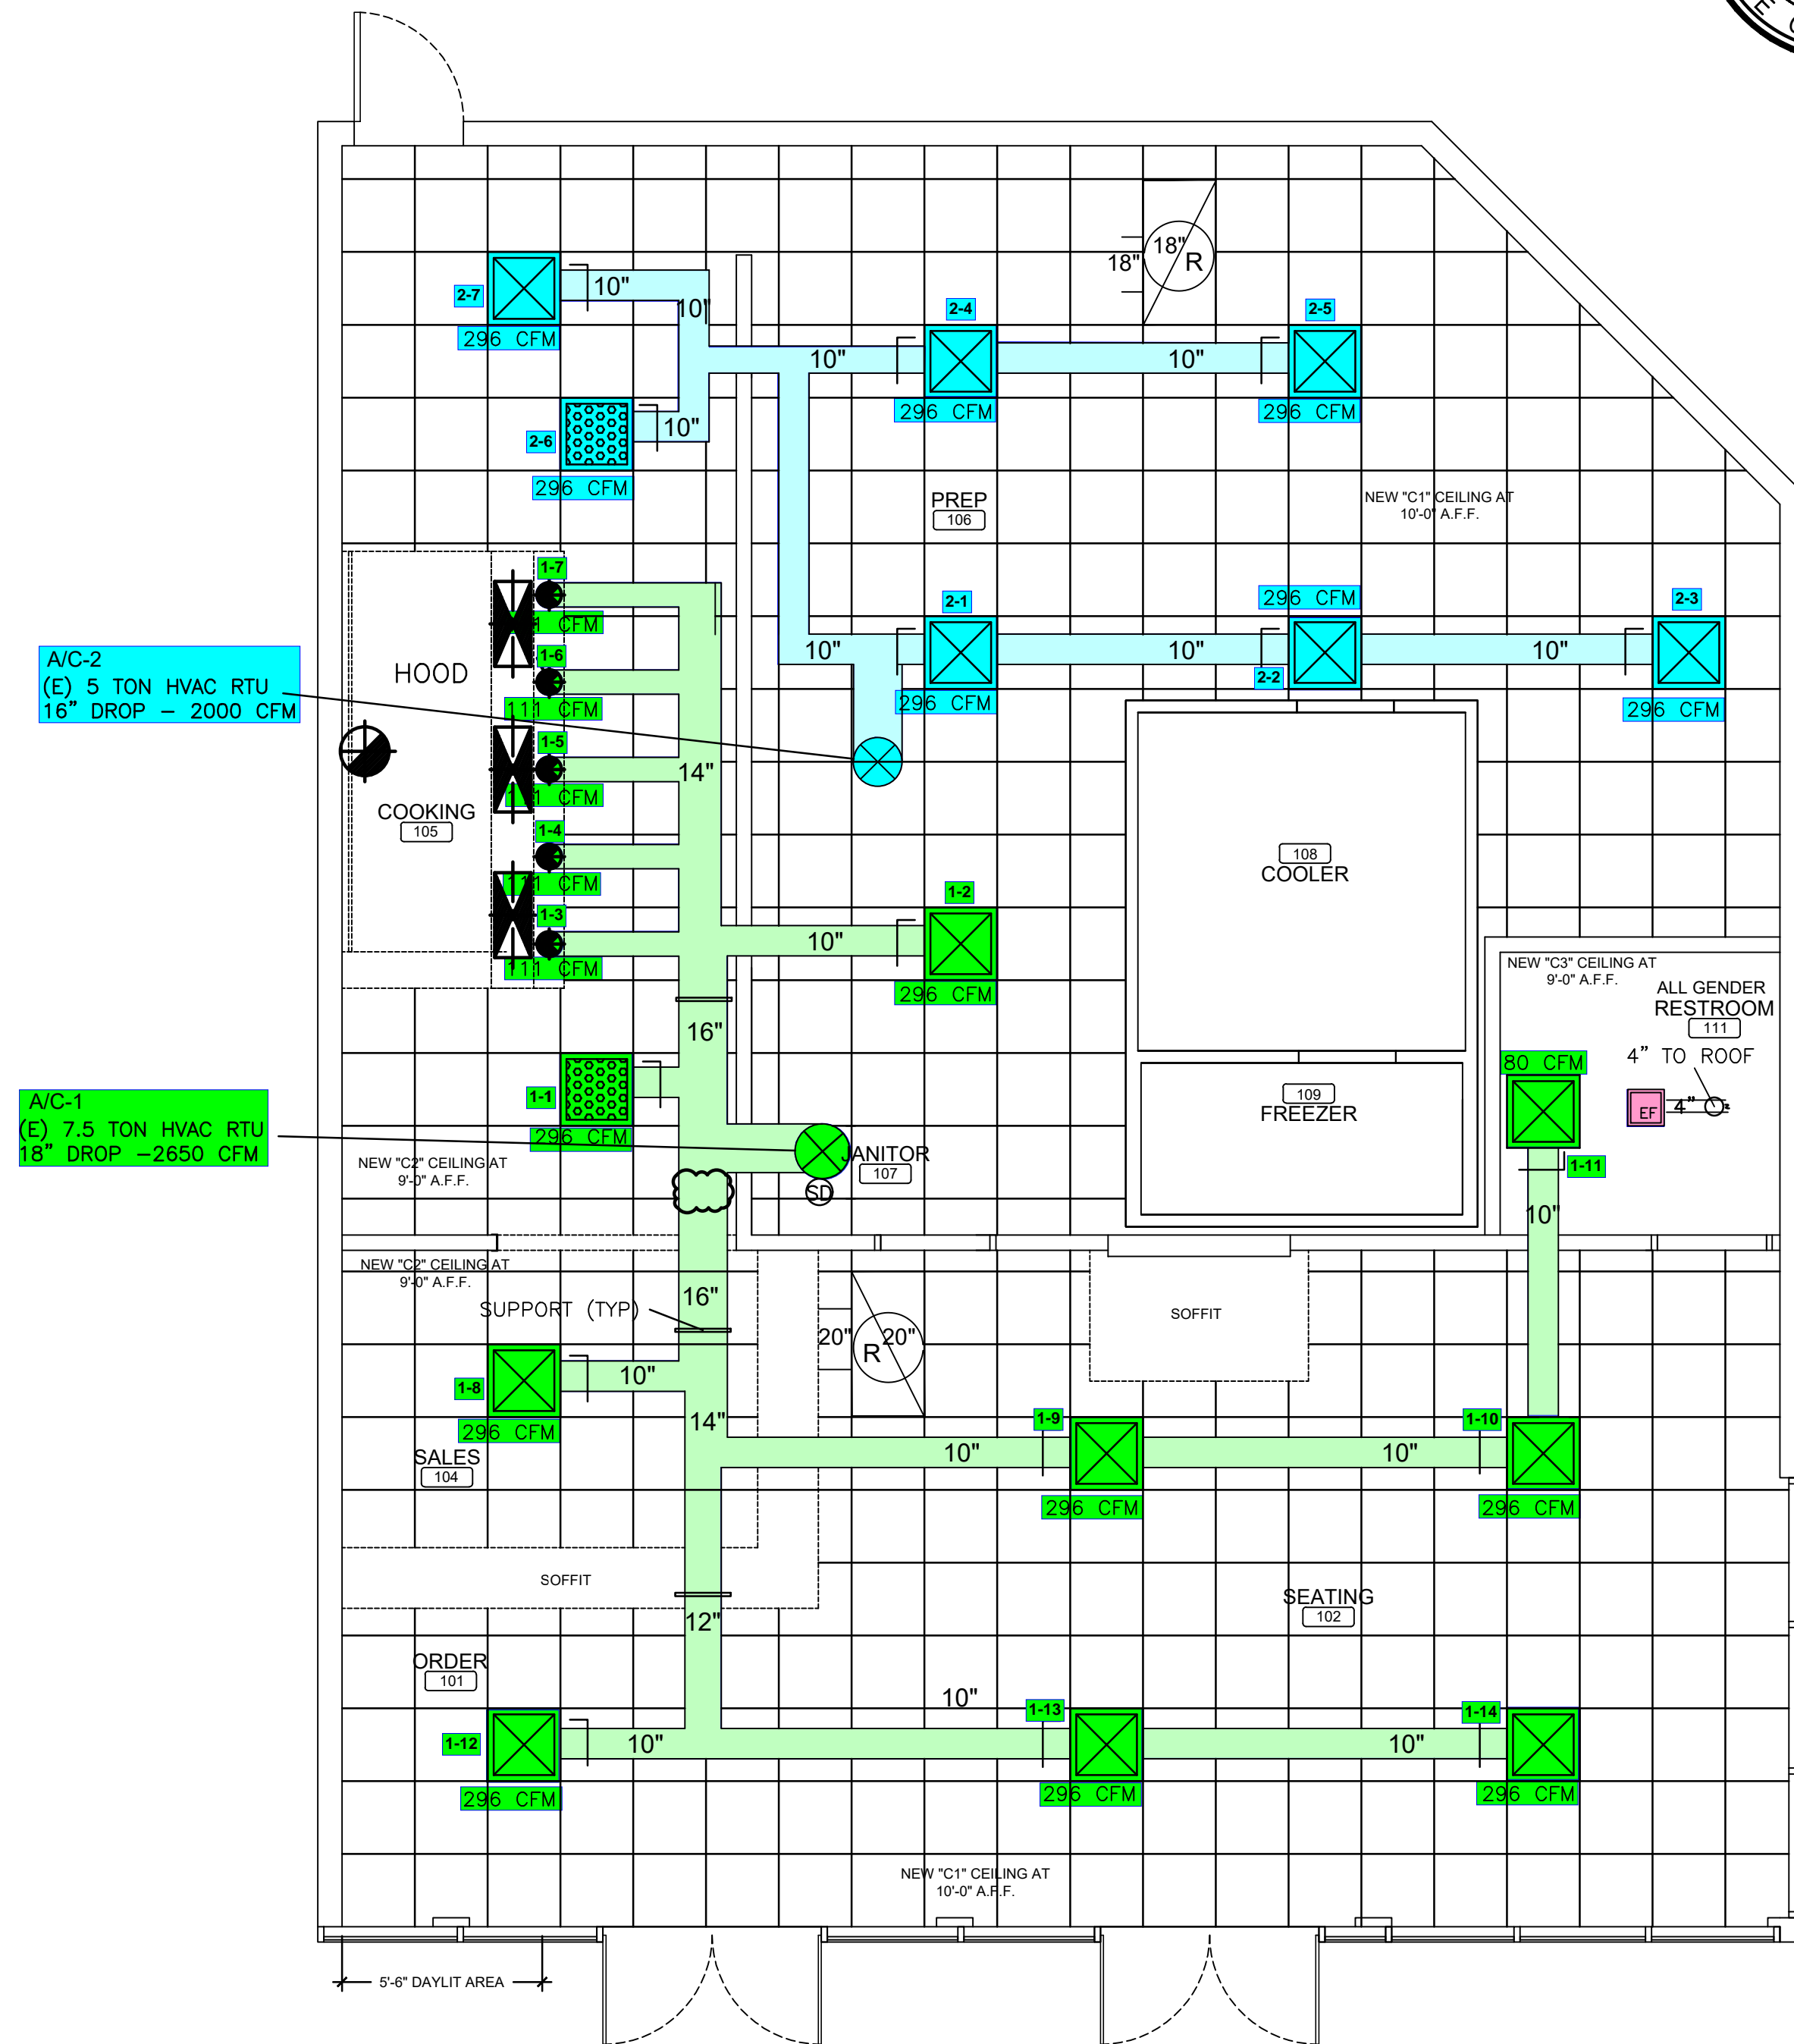 E
18"
18"
R
2-7
10"
10"
296 CFM
2-4
2-5
10"
10"
296 CFM
296 CFM
2-6
10"
296 CFM
PREP
106
NEW "C1" CEILING AT
10'-0" A.F.F.
1-7
CFM
2-1
296 CFM
2-3
10"
10"
10"
2-2
296 CFM
296 CFM
A/C-2
(E) 5 TON HVAC RTU
16" DROP – 2000 CFM
HOOD
1-6
111 CFM
1-5
14"
CFM
COOKING
105
1-4
111 CFM
108
COOLER
1-3
111 CFM
1-2
10"
296 CFM
NEW "C3" CEILING AT
9'-0" A.F.F.
ALL GENDER
RESTROOM
111
4" TO ROOF
80 CFM
EF
4"
16"
1-1
296 CFM
109
FREEZER
A/C-1
(E) 7.5 TON HVAC RTU
18" DROP –2650 CFM
JANITOR
107
SD
NEW "C2" CEILING AT
9'-0" A.F.F.
1-11
10"
NEW "C2" CEILING AT
9'-0" A.F.F.
16"
SUPPORT (TYP)
SOFFIT
20"
20"
R
1-8
10"
296 CFM
14"
SALES
104
1-9
1-10
10"
10"
296 CFM
296 CFM
SOFFIT
12"
SEATING
102
ORDER
101
10"
1-13
1-14
1-12
10"
10"
296 CFM
296 CFM
296 CFM
NEW "C1" CEILING AT
10'-0" A.F.F.
5'-6" DAYLIT AREA